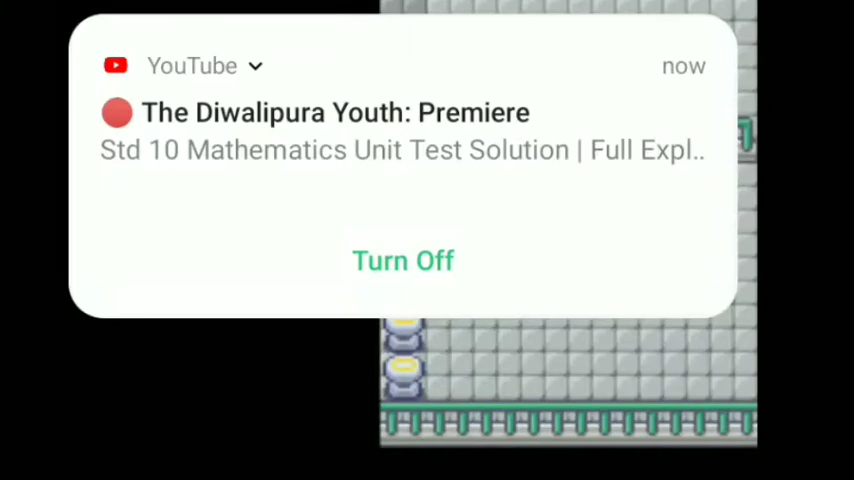 YouTube now
🔴 The Diwalipura Youth: Premiere
Std 10 Mathematics Unit Test Solution | Full Expl..
Turn Off